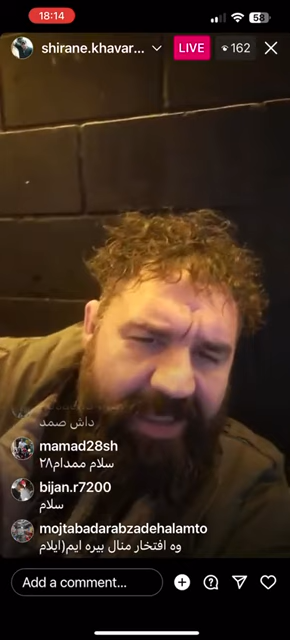 18:14
58
shirane.khavar...
LIVE
162
داش صمد
mamad28sh
سلام ممدام۲۸
bijan.r7200
سلام
mojtabadarabzadehalamto
وه افتخار منال بیره ایم(ایلام
Add a comment...